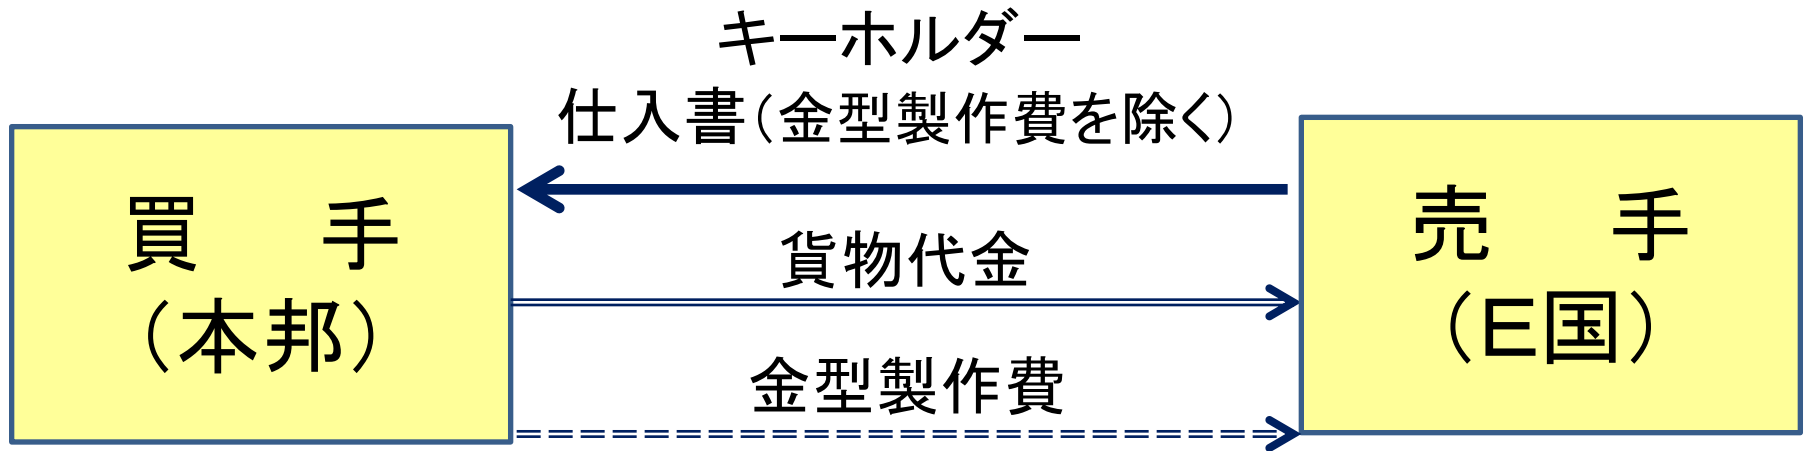 キーホルダー
仕入書（金型製作費を除く）
買　手
（本邦）
貨物代金
金型製作費
売　手
（E国）